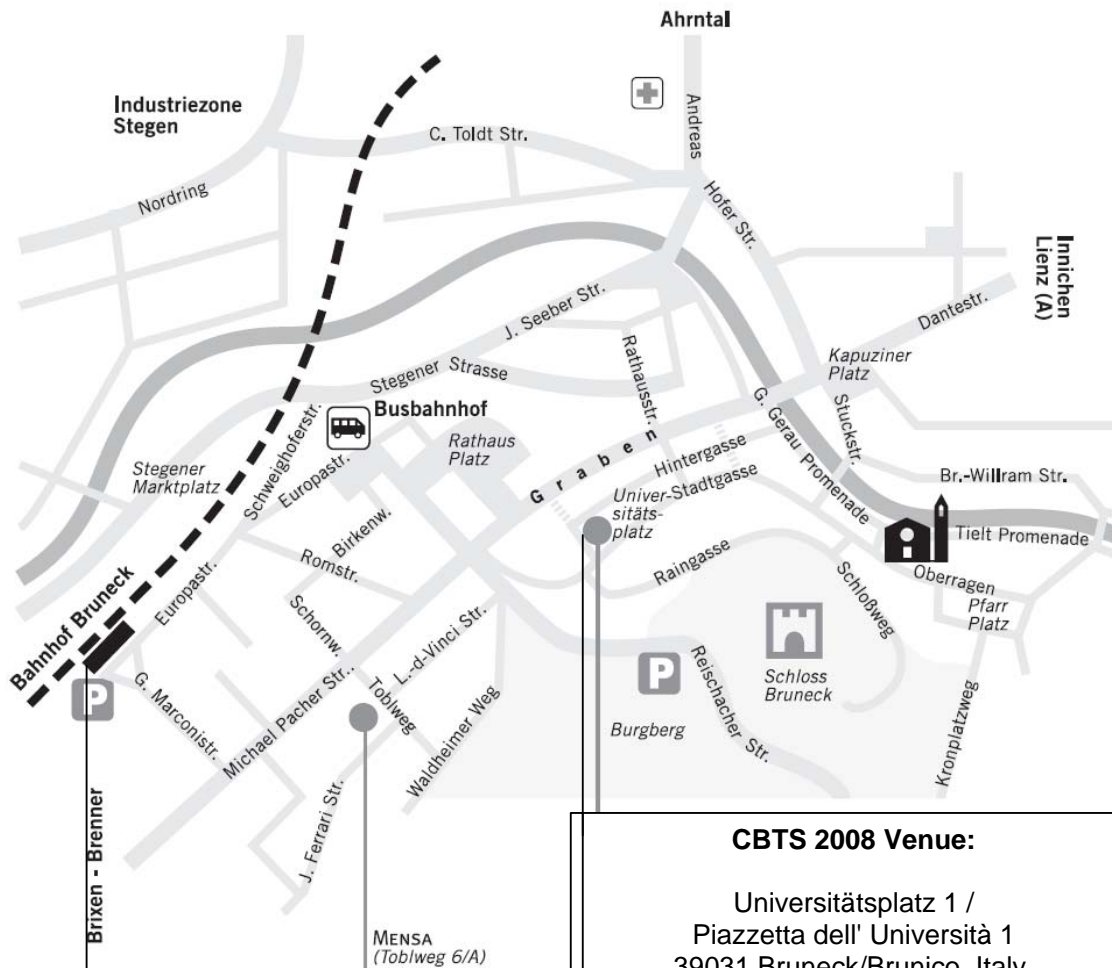 Ahrntal
Industriezone
Stegen
Andreas
C. Toldt Str.
Nordring
Hofer Str.
Innichen
Lienz (A)
Dantestr.
J. Seeber Str.
Kapuziner
Platz
Stegener Strasse
Rathausstr.
G. Gerau Promenade
Stuckstr.
Busbahnhof
Schweighoferstr.
Rathaus
Platz
Graben
Hintergasse
Stegener
Marktplatz
Europastr.
Univer-
sitäts-
platz
Stadtgasse
Br.-Willram Str.
Birkenw.
Tielt Promenade
Romstr.
Raingasse
Schloßweg
Oberragen
Bahnhof Bruneck
Europastr.
Schornw.
L.-d-Vinci Str.
Pfarr
Platz
P
G. Marconistr.
Toblweg
P
Schloss
Bruneck
Reischacher Str.
Michael Pacher Str..
Waldheimer Weg
Burgberg
Kronplatzweg
J. Ferrari Str.
Brixen - Brenner
MENSA
(Toblweg 6/A)
CBTS 2008 Venue:
Universitätsplatz 1 /
Piazzetta dell' Università 1
39031 Bruneck/Brunico, Italy